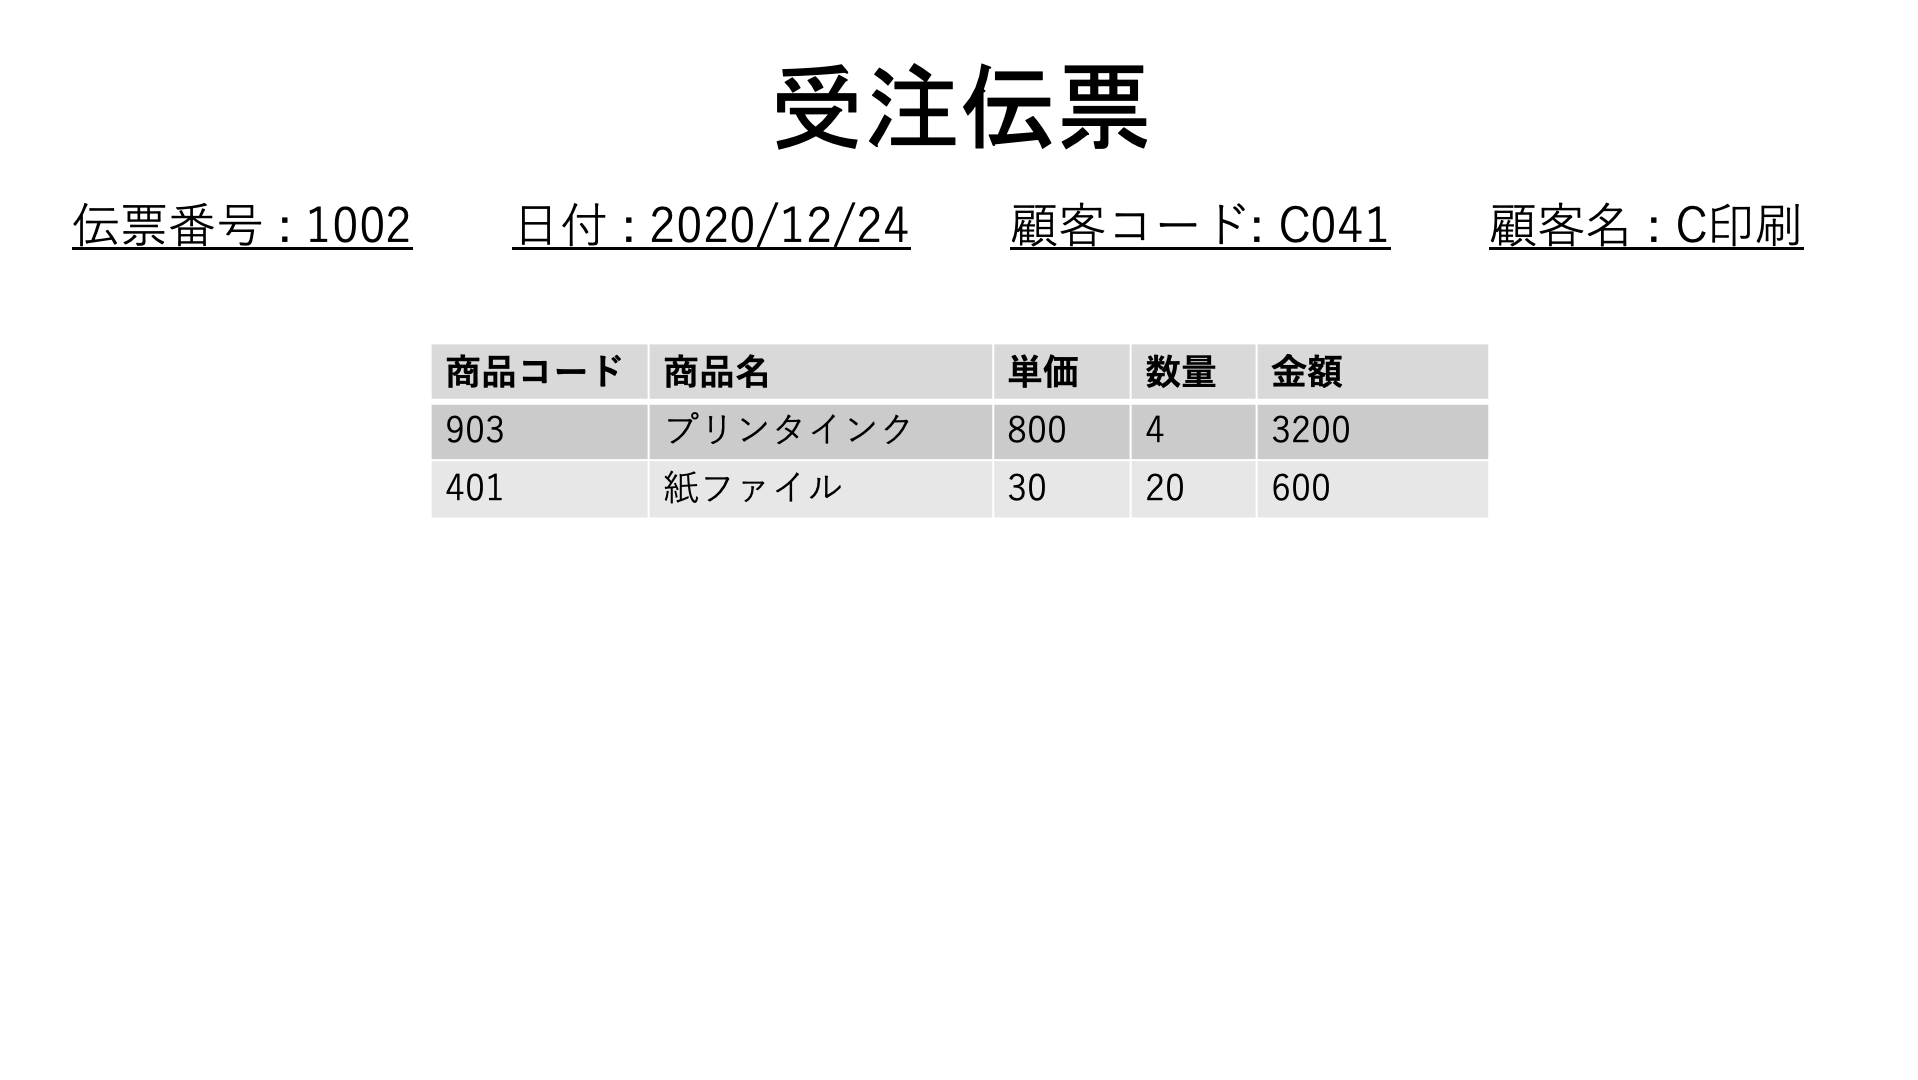 受注伝票
伝票番号：1002 日付：2020/12/24 顧客コード: C041 顧客名：C印刷
商品コード 商品名 単価 数量 金額
903 プリンタインク 800 4 3200
401 紙ファイル 30 20 600